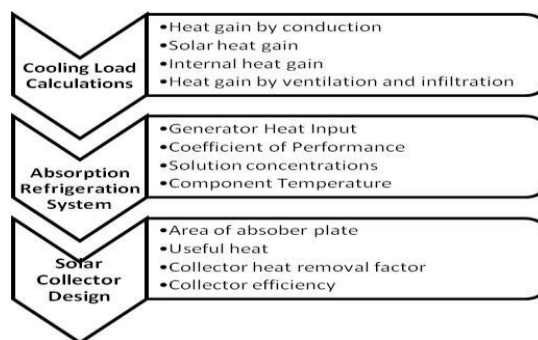 Cooling Load
Calculations
•Heat gain by conduction
•Solar heat gain
•Internal heat gain
•Heat gain by ventilation and infiltration
Absorption
Refrigeration
System
•Generator Heat Input
•Coefficient of Performance
•Solution concentrations
•Component Temperature
Solar
Collector
Design
•Area of absober plate
•Useful heat
•Collector heat removal factor
•Collector efficiency